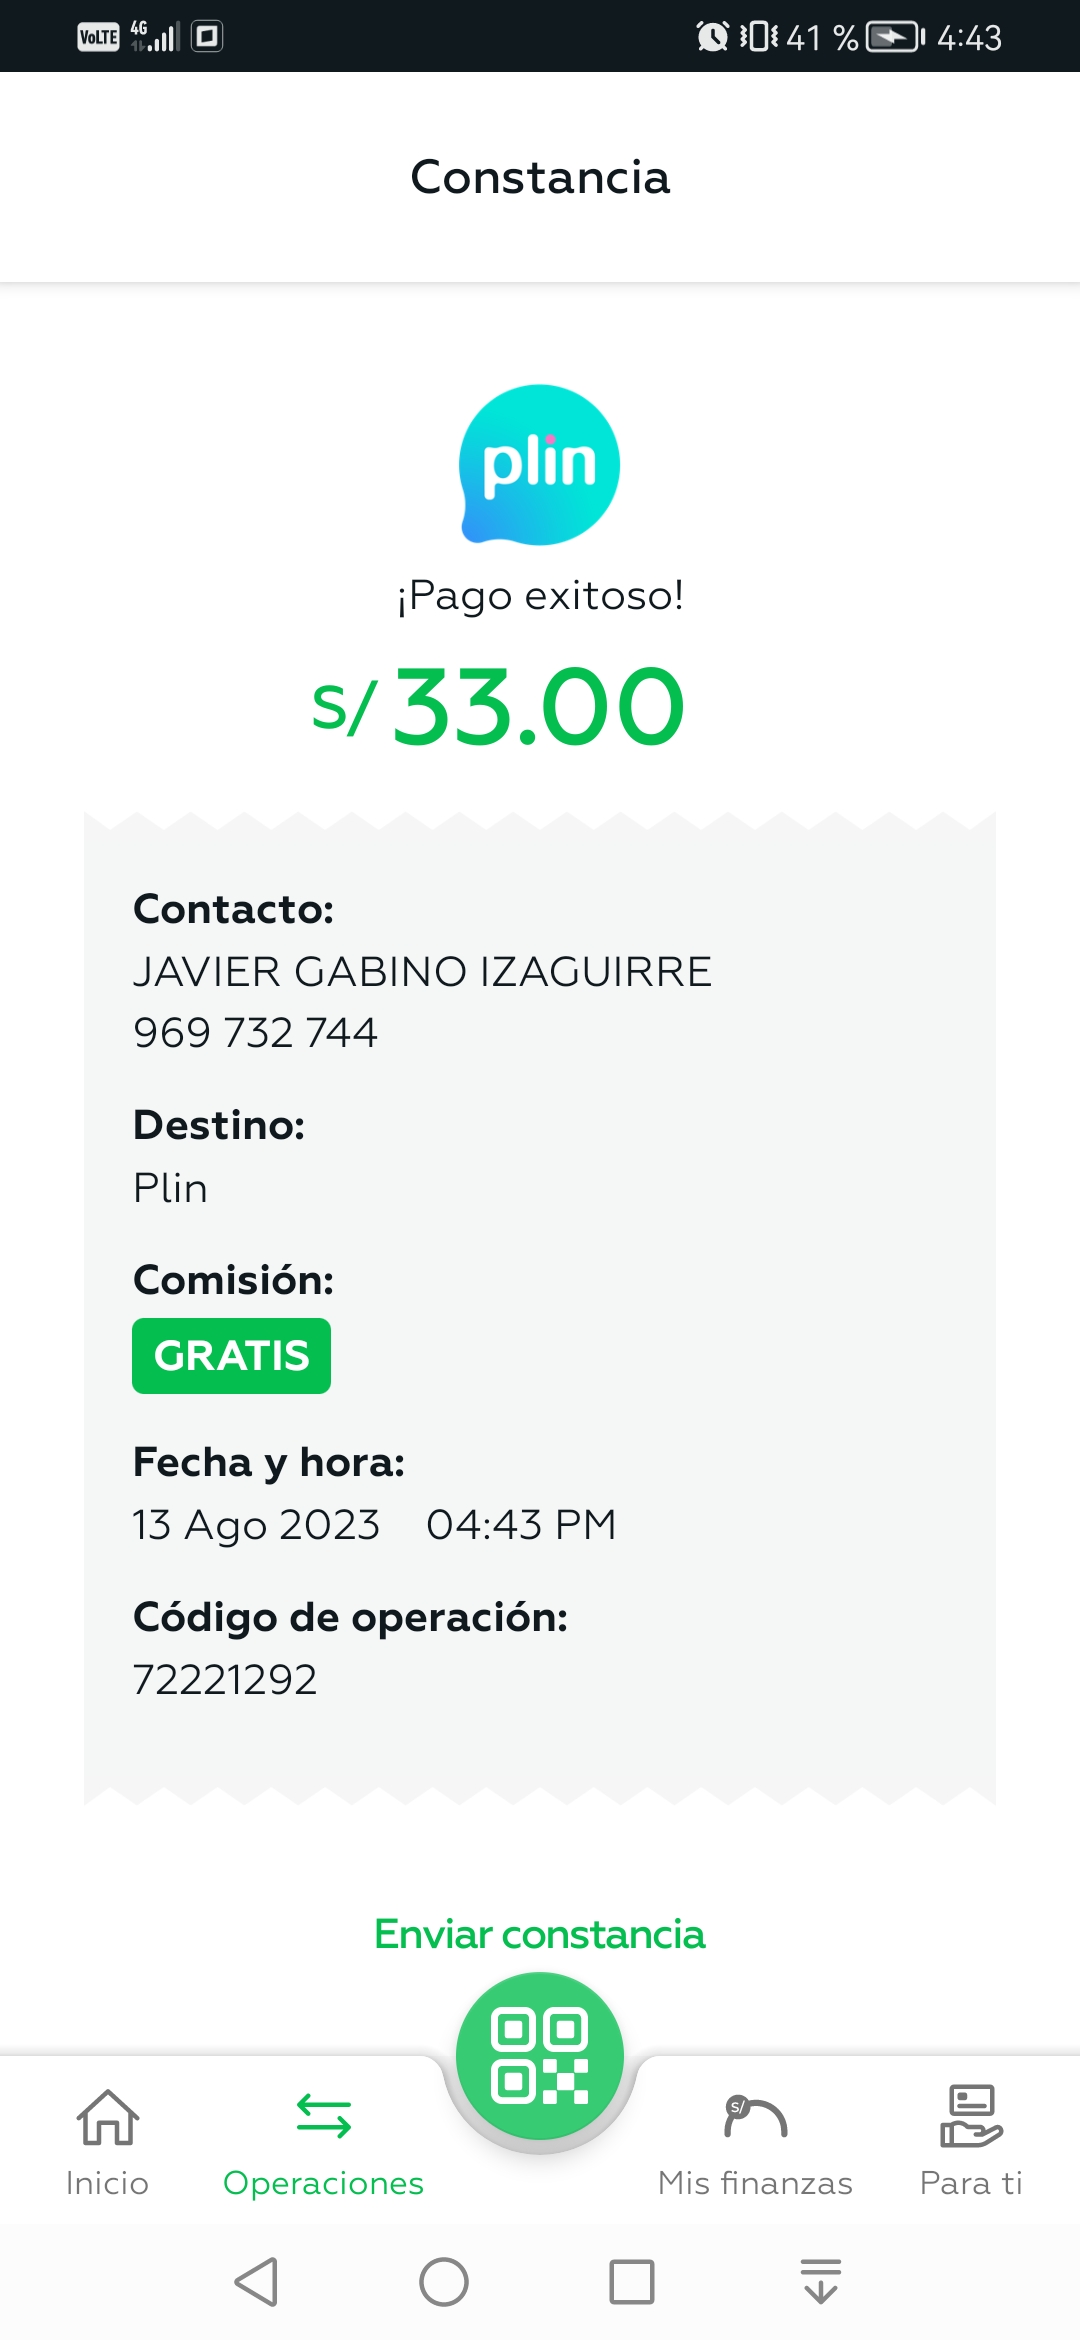 VoLTE 4G 41 % 4:43
Constancia
plin
¡Pago exitoso!
S/ 33.00
Contacto:
JAVIER GABINO IZAGUIRRE
969 732 744
Destino:
Plin
Comisión:
GRATIS
Fecha y hora:
13 Ago 2023 04:43 PM
Código de operación:
72221292
Enviar constancia
S/
Inicio Operaciones Mis finanzas Para ti